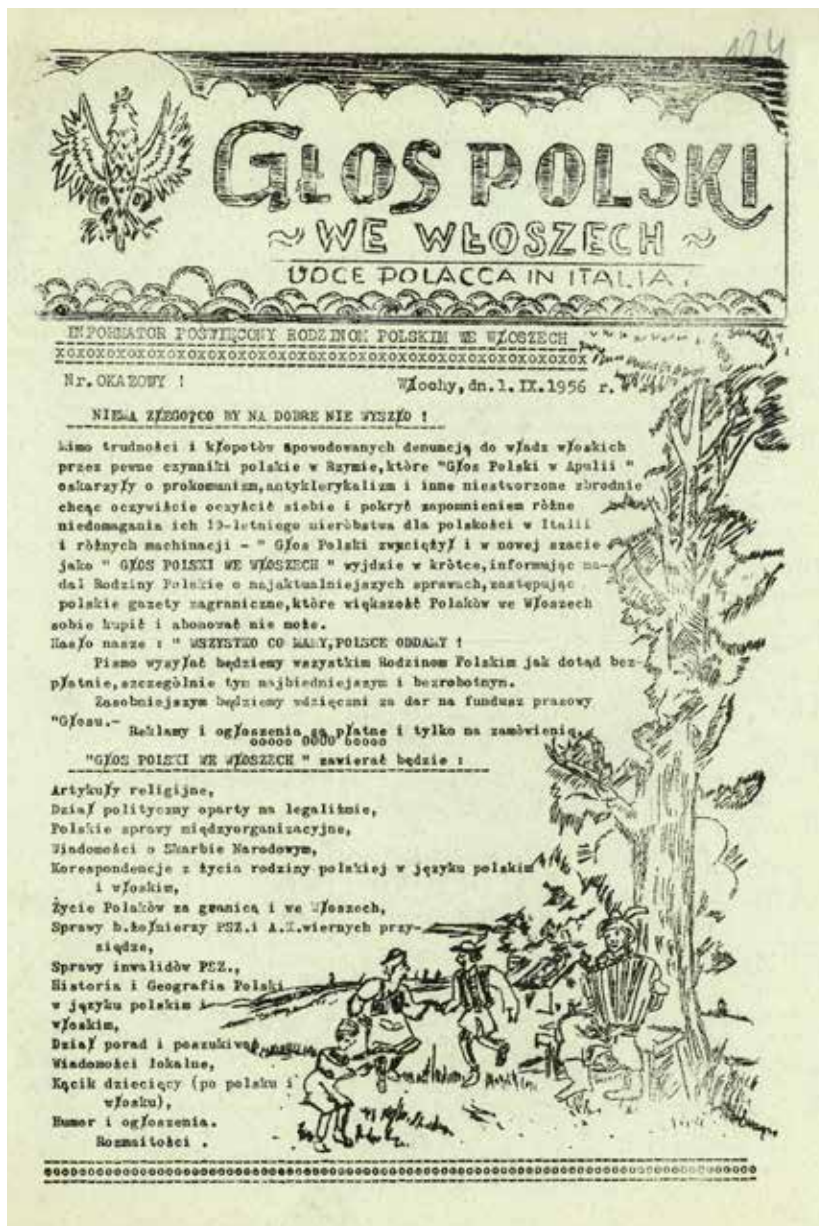 124
GŁOS POLSKI
~ WE WŁOSZECH ~
VOCE POLACCA IN ITALIA.
INFORMATOR POŚWIĘCONY RODZINOM POLSKIM WE WŁOSZECH
xoxoxoxoxoxoxoxoxoxoxoxoxoxoxoxoxoxoxoxoxoxoxoxoxoxox
Nr. OKAZOWY ! Włochy,dn.1.IX.1956 r.
NIEMA ZŁEGO,CO BY NA DOBRE NIE WYSZŁO !
Mimo trudności i kłopotów spowodowanych denuncją do władz włoskich
przez pewne czynniki polskie w Rzymie,które "Głos Polski w Apulii "
oskarżyły o prokomunizm,antyklerykalizm i inne niestworzone zbrodnie
chcąc oczywiście oczyścić siebie i pokryć zapomnieniem różne
niedomagania ich 10-letniego nieróbstwa dla polskości w Italii
i różnych machinacji - " Głos Polski zwyciężył i w nowej szacie
jako " GŁOS POLSKI WE WŁOSZECH " wyjdzie w krótce,informując na-
dal Rodziny Polskie o najaktualniejszych sprawach,zastępując
polskie gazety zagraniczne,które większość Polaków we Włoszech
sobie kupić i abonować nie może.
Hasło nasze : " WSZYSTKO CO MAMY,POLSCE ODDAMY !
Pismo wysyłać będziemy wszystkim Rodzinom Polskim jak dotąd bez-
płatnie,szczególnie tym najbiedniejszym i bezrobotnym.
Zasobniejszym będziemy wdzięczni za dar na fundusz prasowy
"Głosu.-
Reklamy i ogłoszenia są płatne i tylko na zamówienie.
ooooo 0000 ooooo
"GŁOS POLSKI WE WŁOSZECH " zawierać będzie :
Artykuły religijne,
Dział polityczny oparty na legaliźmie,
Polskie sprawy międzyorganizacyjne,
Wiadomości o Skarbie Narodowym,
Korespondencje z życia rodziny polskiej w języku polskim
i włoskim,
Życie Polaków za granicą i we Włoszech,
Sprawy b.żołnierzy PSZ.i A.K.wiernych przy-
siędze,
Sprawy inwalidów PSZ.,
Historia i Geografia Polski
w języku polskim i
włoskim,
Dział porad i poszukiwań,
Wiadomości lokalne,
Kącik dziecięcy (po polsku i
włosku),
Humor i ogłoszenia.
Rozmaitości .